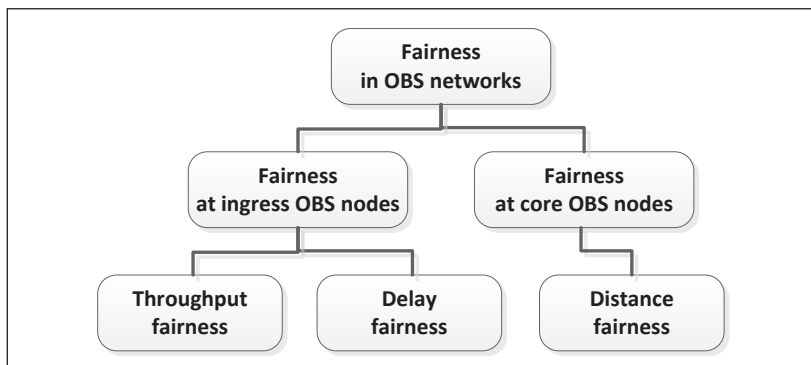 Fairness
in OBS networks
Fairness
at ingress OBS nodes
Fairness
at core OBS nodes
Throughput
fairness
Delay
fairness
Distance
fairness